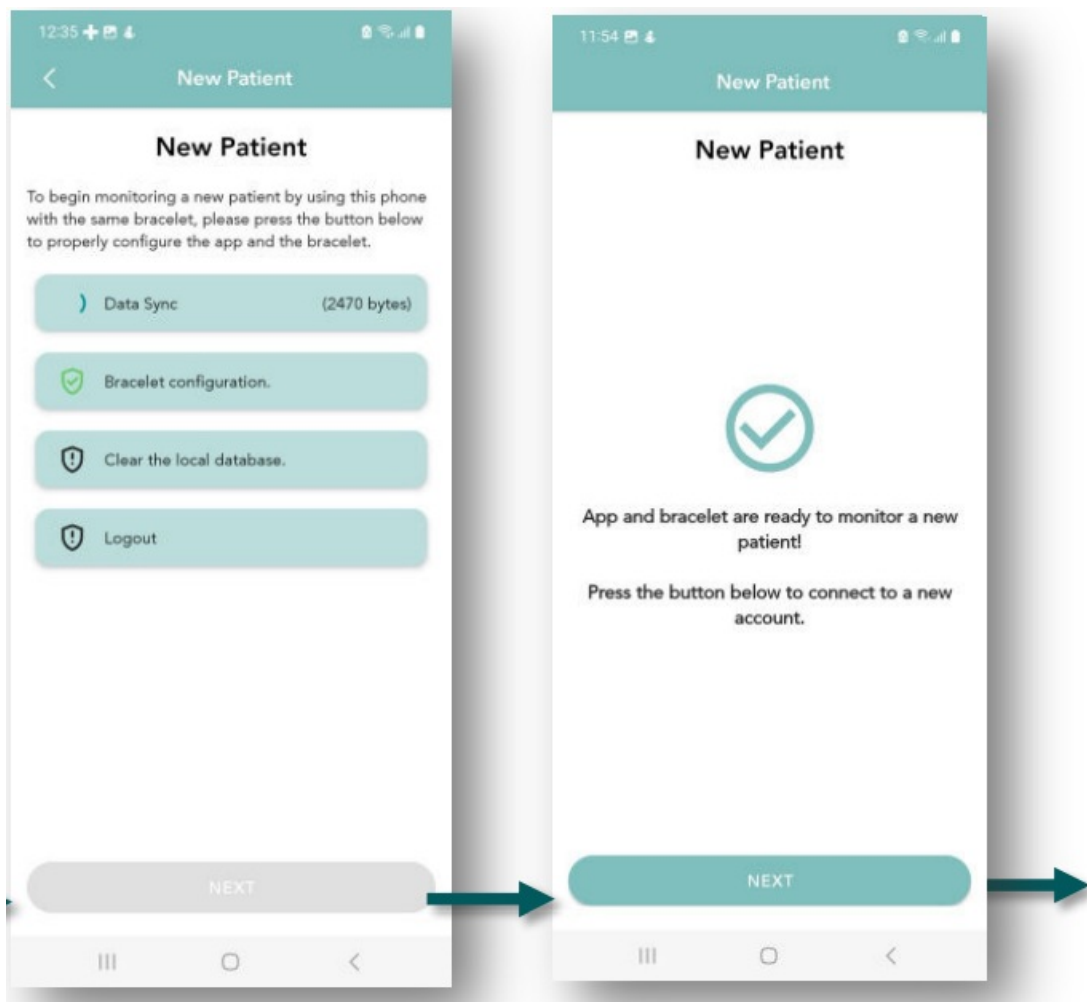 12:35
New Patient
New Patient
To begin monitoring a new patient by using this phone
with the same bracelet, please press the button below
to properly configure the app and the bracelet.
Data Sync (2470 bytes)
Bracelet configuration.
Clear the local database.
Logout
NEXT
11:54
New Patient
New Patient
App and bracelet are ready to monitor a new
patient!
Press the button below to connect to a new
account.
NEXT